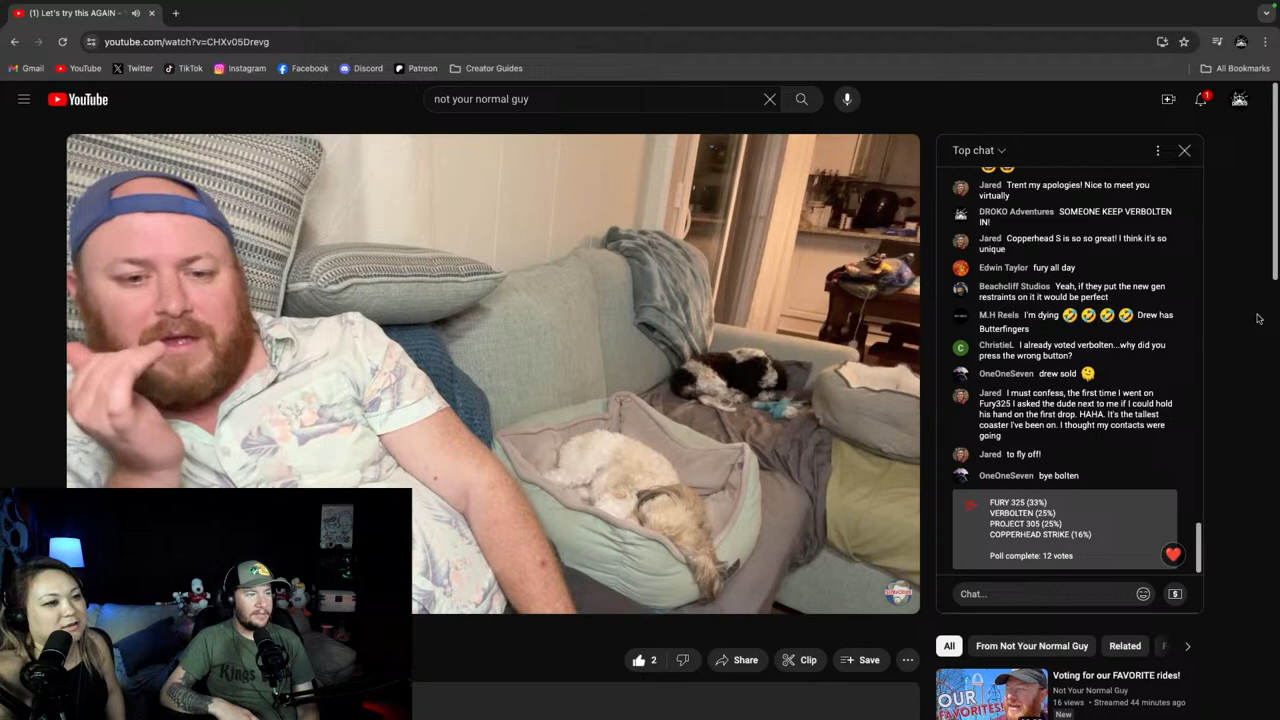 (1) Let's try this AGAIN -
youtube.com/watch?v=CHXv05Drevg
Gmail YouTube Twitter TikTok Instagram Facebook Discord Patreon Creator Guides All Bookmarks
YouTube
not your normal guy
1
Top chat
Jared Trent my apologies! Nice to meet you
virtually
DROKO Adventures SOMEONE KEEP VERBOLTEN
IN!
Jared Copperhead S is so so great! I think it's so
unique
Edwin Taylor fury all day
Beachcliff Studios Yeah, if they put the new gen
restraints on it it would be perfect
M.H Reels I'm dying 🤣 🤣 🤣 🤣 Drew has
Butterfingers
C
ChristieL I already voted verbolten...why did you
press the wrong button?
OneOneSeven drew sold 🫠
Jared I must confess, the first time I went on
Fury325 I asked the dude next to me if I could hold
his hand on the first drop. HAHA. It's the tallest
coaster I've been on. I thought my contacts were
going
Jared to fly off!
OneOneSeven bye bolten
FURY 325 (33%)
VERBOLTEN (25%)
PROJECT 305 (25%)
COPPERHEAD STRIKE (16%)
Poll complete: 12 votes
Chat...
Kings
2 Share Clip Save
All From Not Your Normal Guy Related
Voting for our FAVORITE rides!
Not Your Normal Guy
16 views • Streamed 44 minutes ago
New
OUR
FAVORITES!